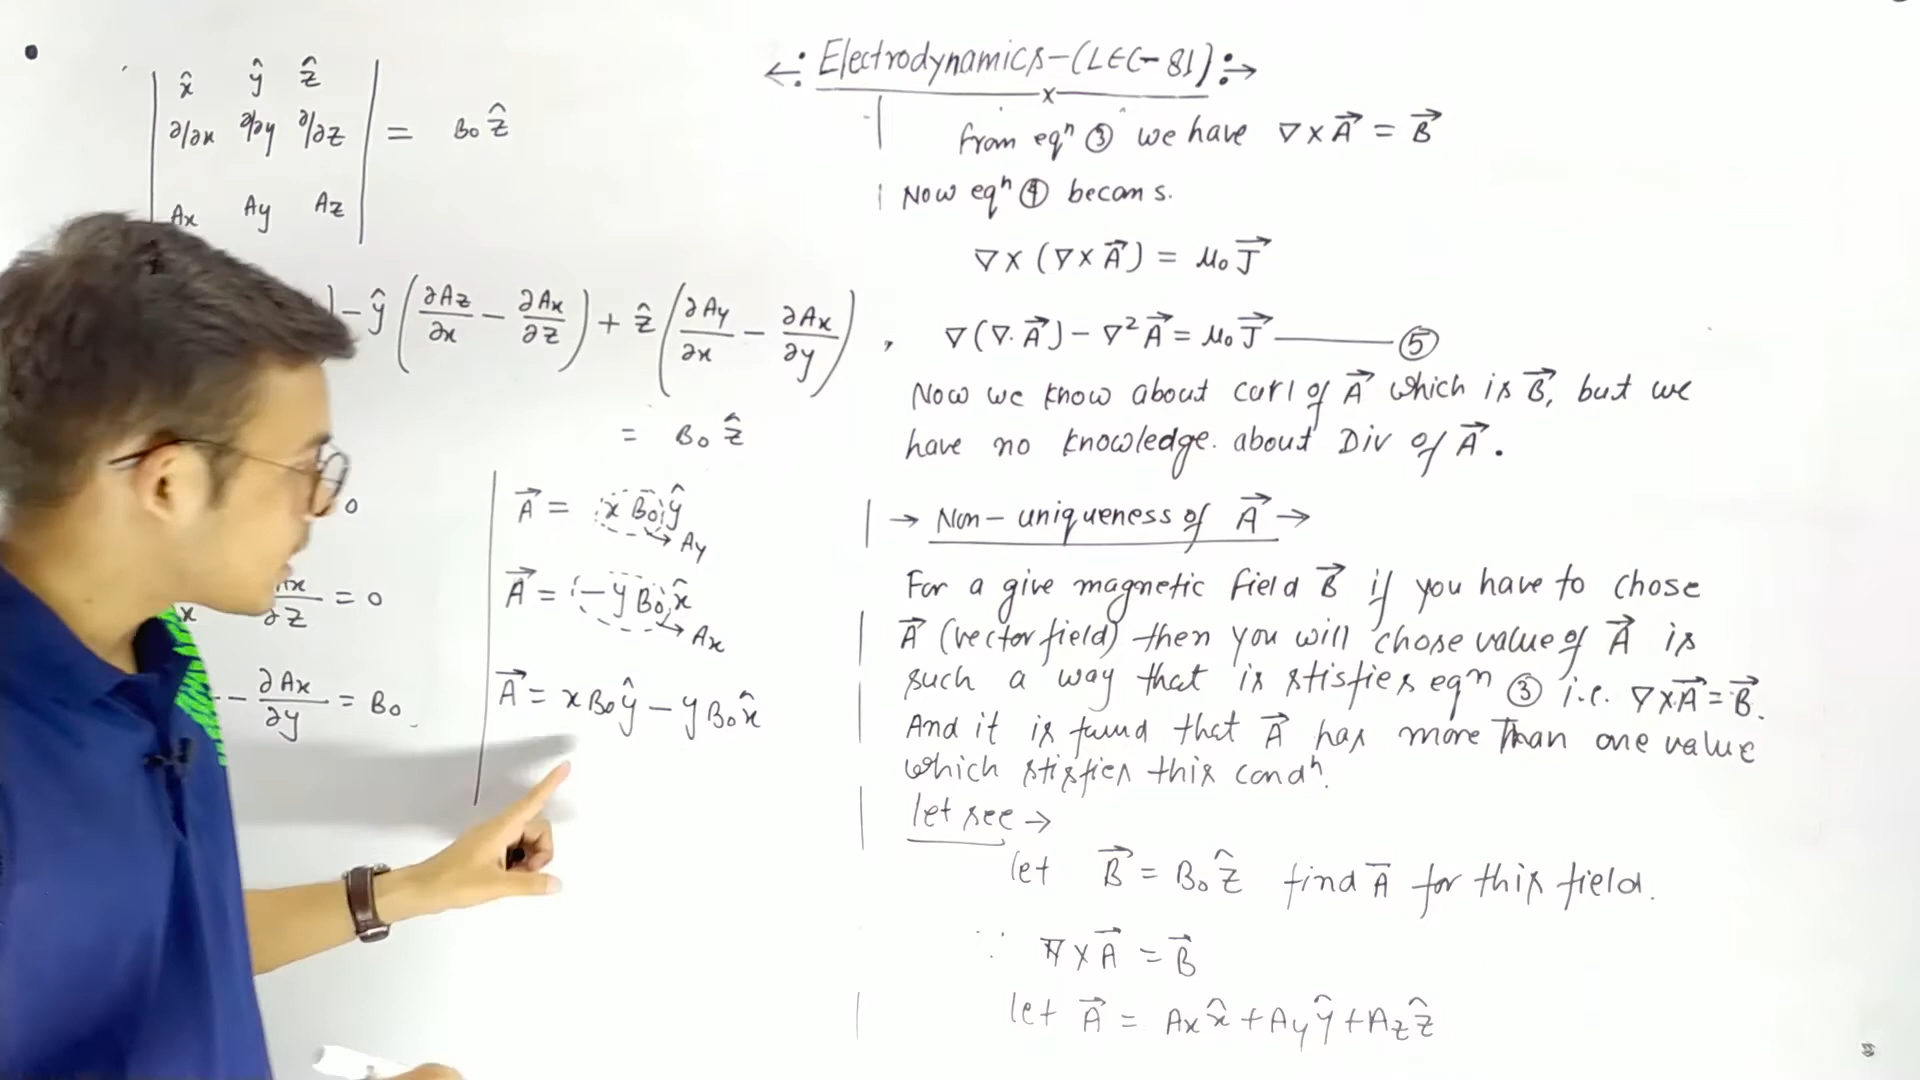 ←: Electrodynamics-(LEC-81) :→
x
from eqⁿ ③ we have ∇×A⃗ = B⃗
Now eqⁿ ④ becom s.
∇×(∇×A⃗) = μ₀J⃗
∇(∇·A⃗) - ∇²A⃗ = μ₀J⃗ ——— ⑤
Now we know about curl of A⃗ which is B⃗, but we
have no knowledge. about Div of A⃗.
→ Non-uniqueness of A⃗ →
For a give magnetic field B⃗ if you have to chose
A⃗ (vector field) then you will chose value of A⃗ is
such a way that is stisfies eqⁿ ③ i.e. ∇×A⃗ = B⃗.
And it is fuund that A⃗ has more than one value
which stisfies this condⁿ.
let see →
let B⃗ = B₀ẑ find A̅ for this field.
∵ ∇×A⃗ = B⃗
let A⃗ = Axx̂ + Ayŷ + Azẑ
x̂ ŷ ẑ
∂/∂x ∂/∂y ∂/∂z = B₀ẑ
Ax Ay Az
) - ŷ (∂Az/∂x - ∂Ax/∂z) + ẑ (∂Ay/∂x - ∂Ax/∂y)
= B₀ẑ
0
∂z = 0
- ∂Ax/∂y = B₀
A⃗ = xB₀ŷ
→ Ay
A⃗ = -yB₀x̂
→ Ax
A⃗ = xB₀ŷ - yB₀x̂